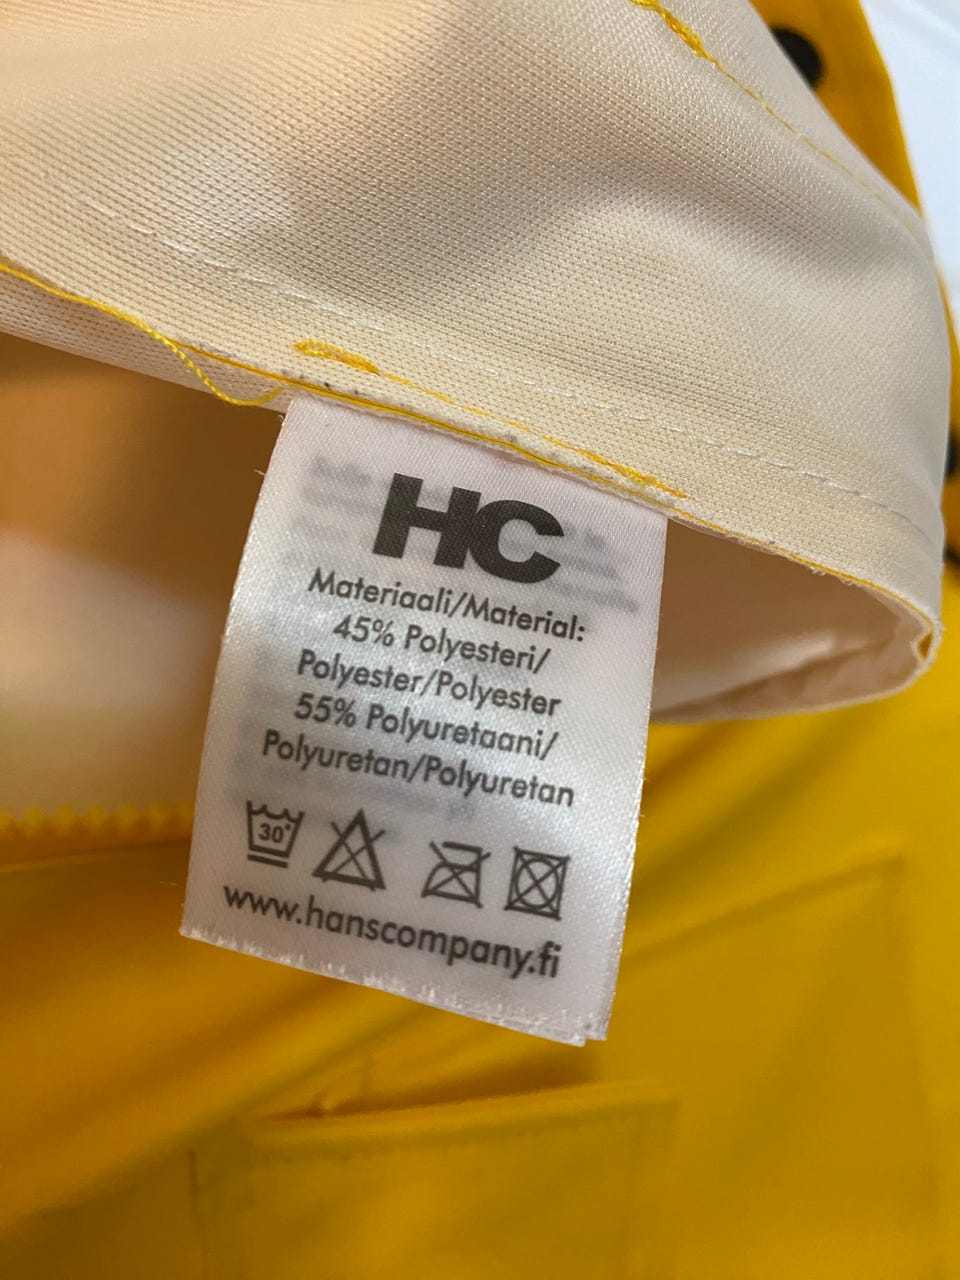 HC
Materiaali/Material:
45% Polyesteri/
Polyester/Polyester
55% Polyuretaani/
Polyuretan/Polyuretan
30°
www.hanscompany.fi